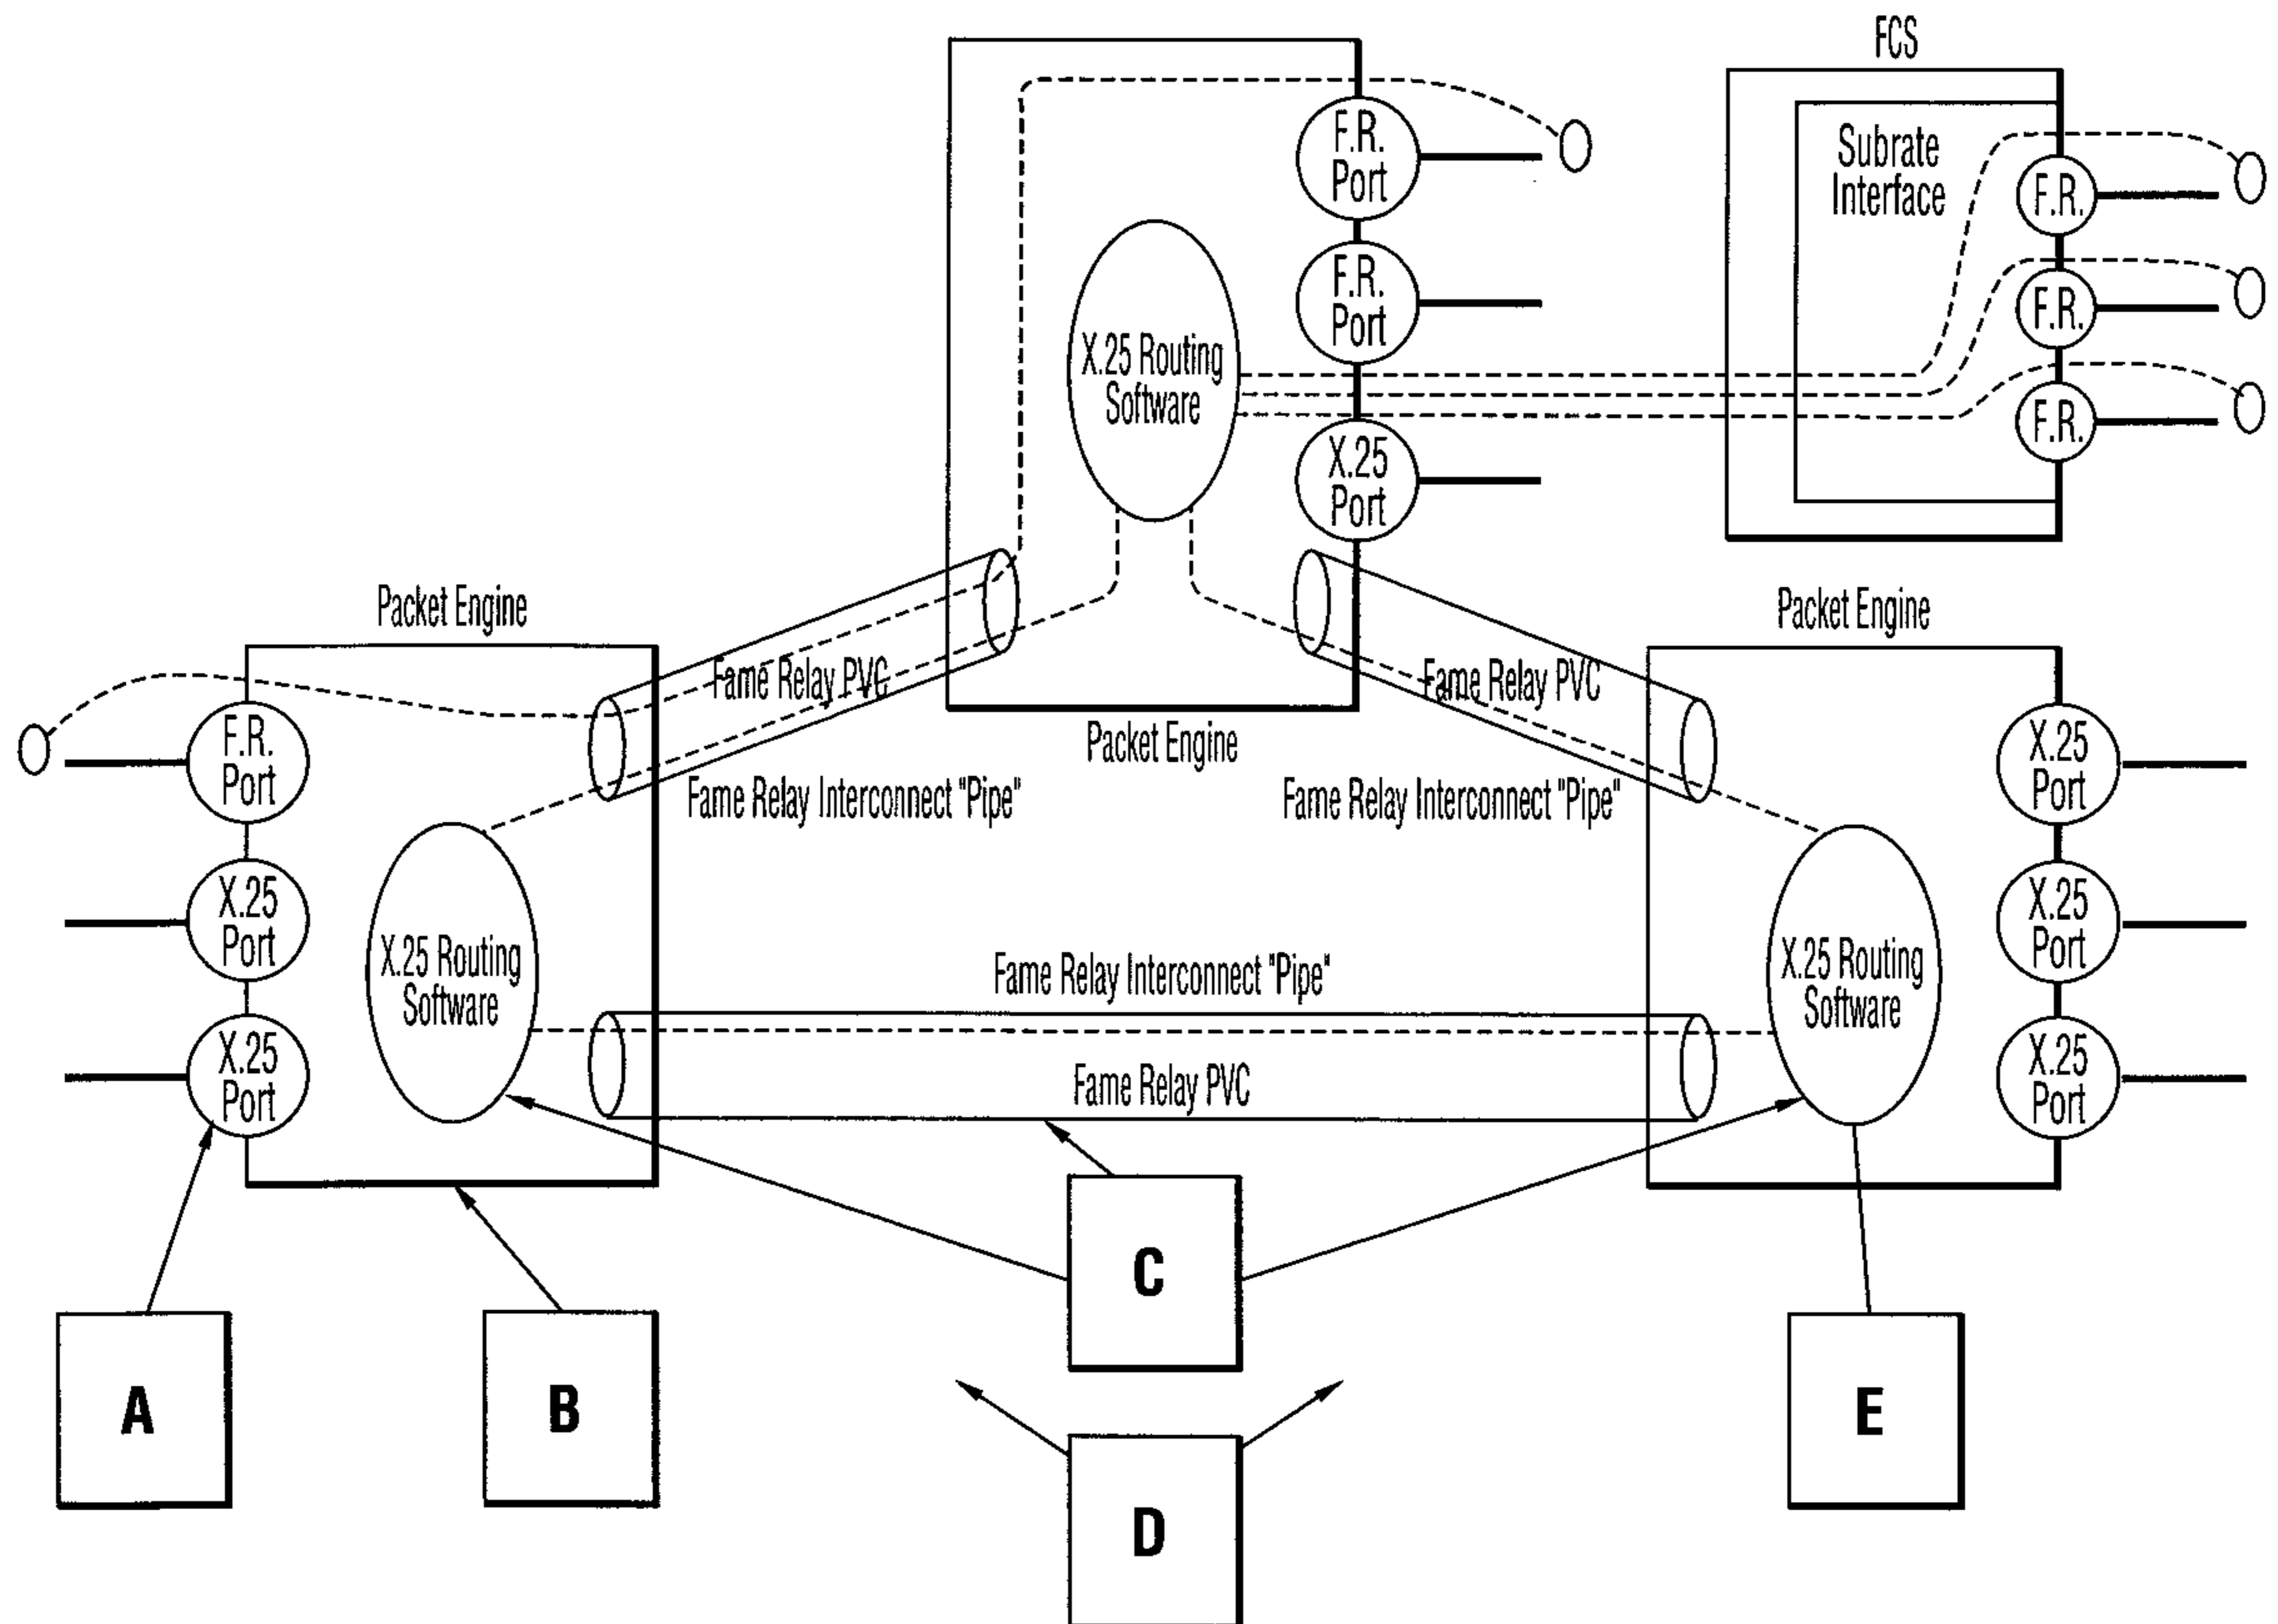 FCS
F.R.
Port
Subrate
Interface
F.R.
F.R.
Port
F.R.
X.25 Routing
Software
F.R.
X.25
Port
Packet Engine
Packet Engine
Fame Relay PVC
Fame Relay PVC
F.R.
Port
Packet Engine
X.25
Port
Fame Relay Interconnect "Pipe"
Fame Relay Interconnect "Pipe"
X.25
Port
X.25 Routing
Software
Fame Relay Interconnect "Pipe"
X.25 Routing
Software
X.25
Port
X.25
Port
Fame Relay PVC
X.25
Port
C
A
B
E
D